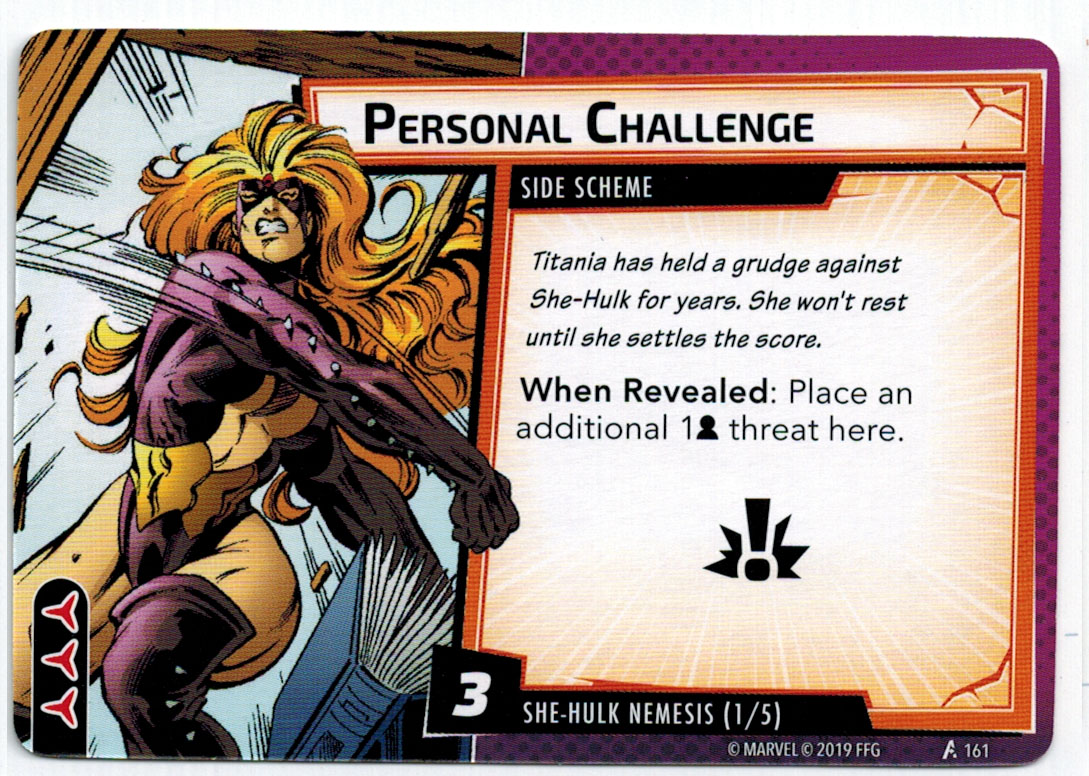 PERSONAL CHALLENGE
SIDE SCHEME
Titania has held a grudge against
She-Hulk for years. She won't rest
until she settles the score.
When Revealed: Place an
additional 1 threat here.
3
SHE-HULK NEMESIS (1/5)
© MARVEL © 2019 FFG
161